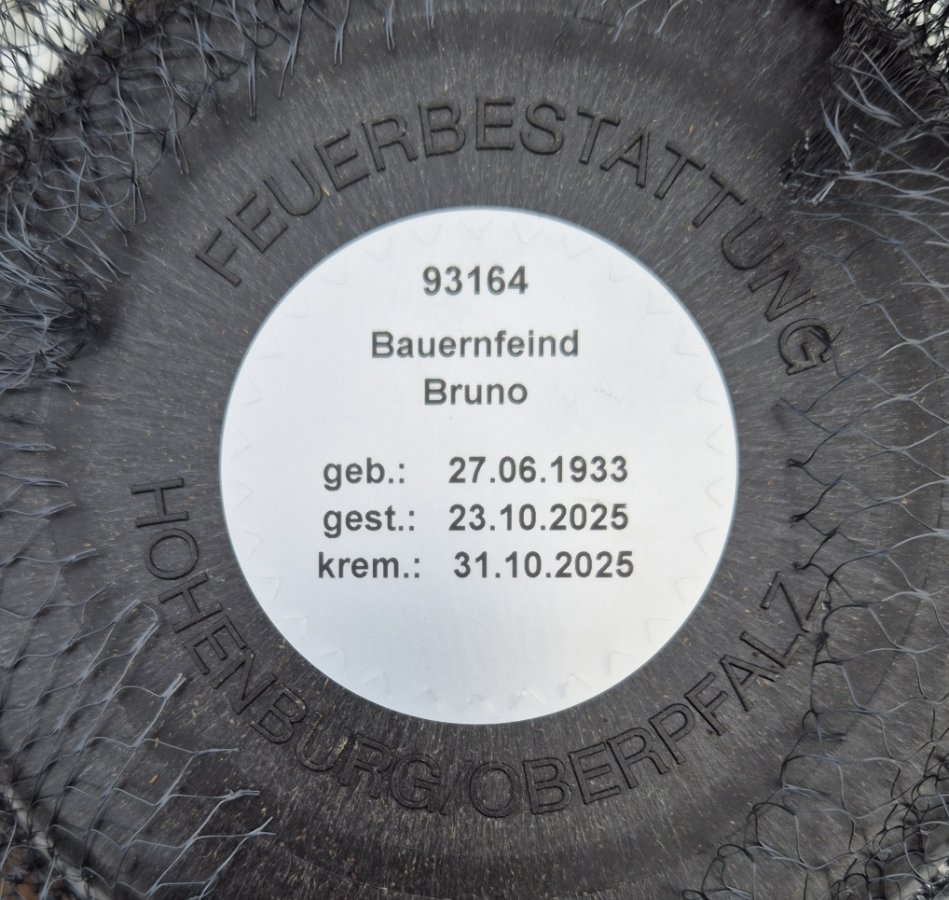 FEUERBESTATTUNG
93164
Bauernfeind
Bruno
geb.: 27.06.1933
gest.: 23.10.2025
krem.: 31.10.2025
HOHENBURG/OBERPFALZ